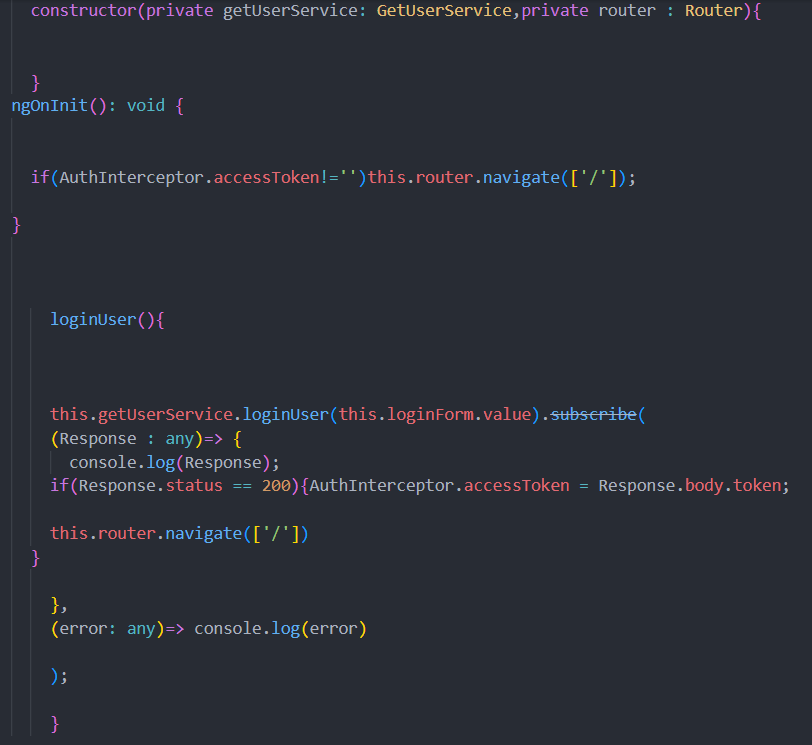 constructor(private getUserService: GetUserService,private router : Router){
}
ngOnInit(): void {
if(AuthInterceptor.accessToken!='')this.router.navigate(['/']);
}
loginUser(){
this.getUserService.loginUser(this.loginForm.value).subscribe(
(Response : any)=> {
console.log(Response);
if(Response.status == 200){AuthInterceptor.accessToken = Response.body.token;
this.router.navigate(['/'])
}
},
(error: any)=> console.log(error)
);
}